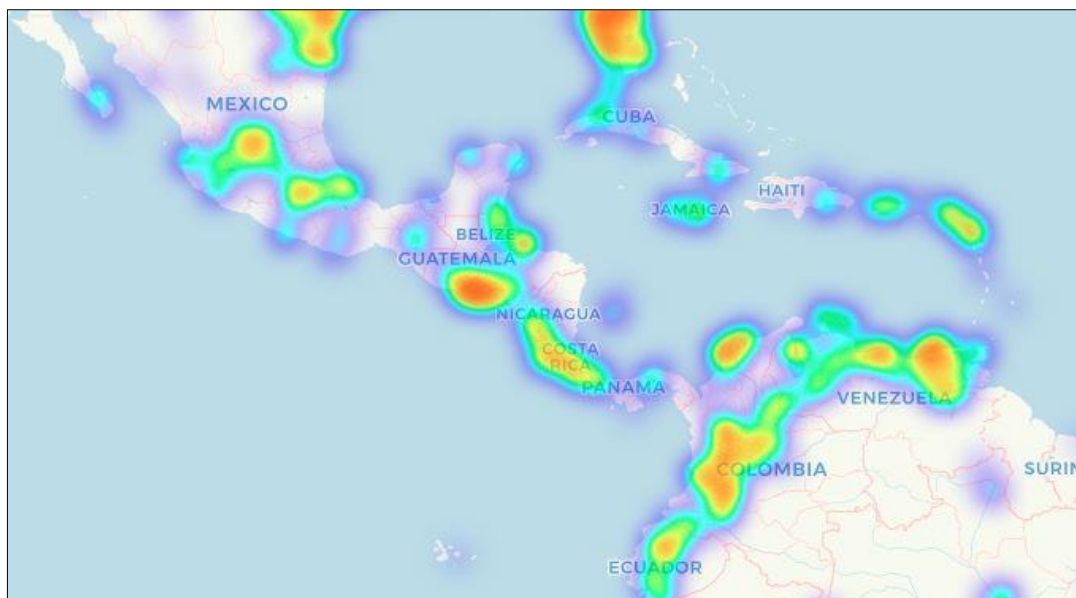 MEXICO
CUBA
HAITI
JAMAICA
BELIZE
GUATEMALA
NICARAGUA
COSTA
RICA
PANAMA
VENEZUELA
COLOMBIA
SURIN
ECUADOR